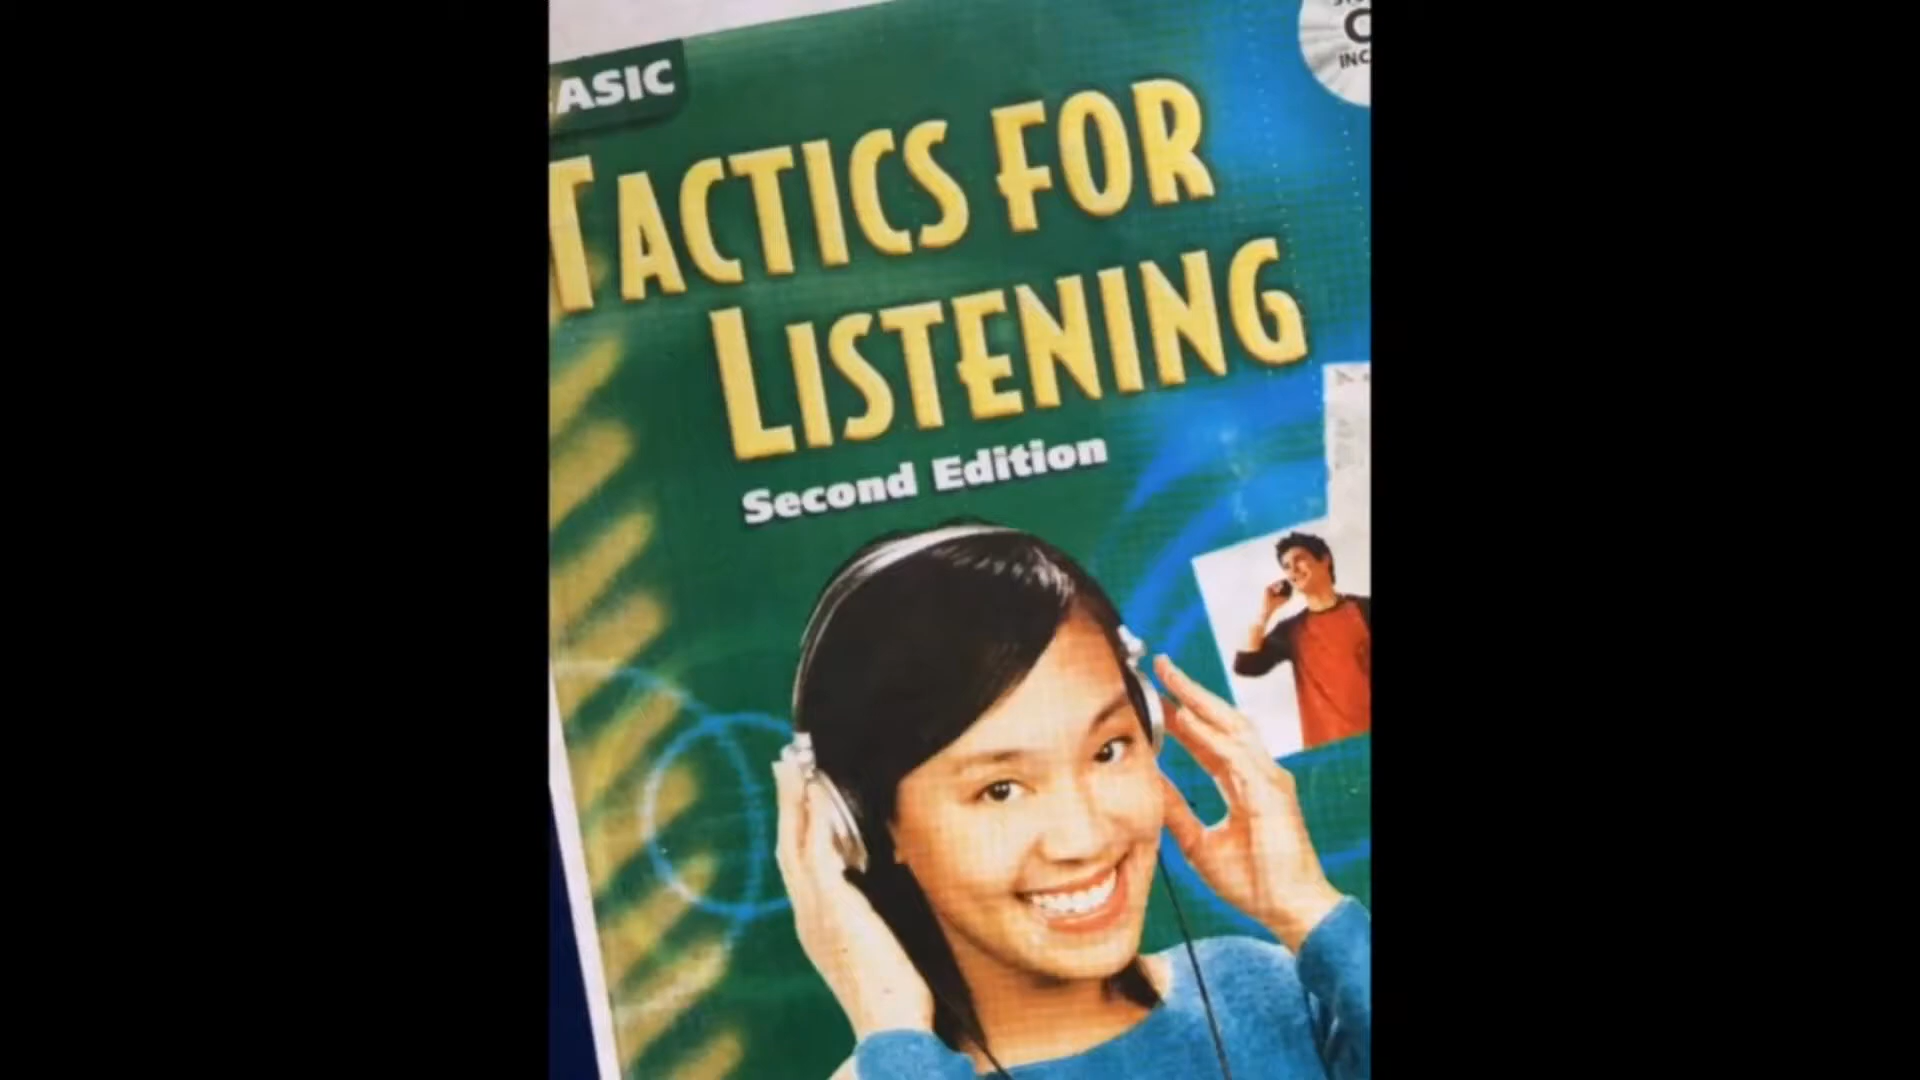 ASIC
TACTICS FOR
LISTENING
Second Edition